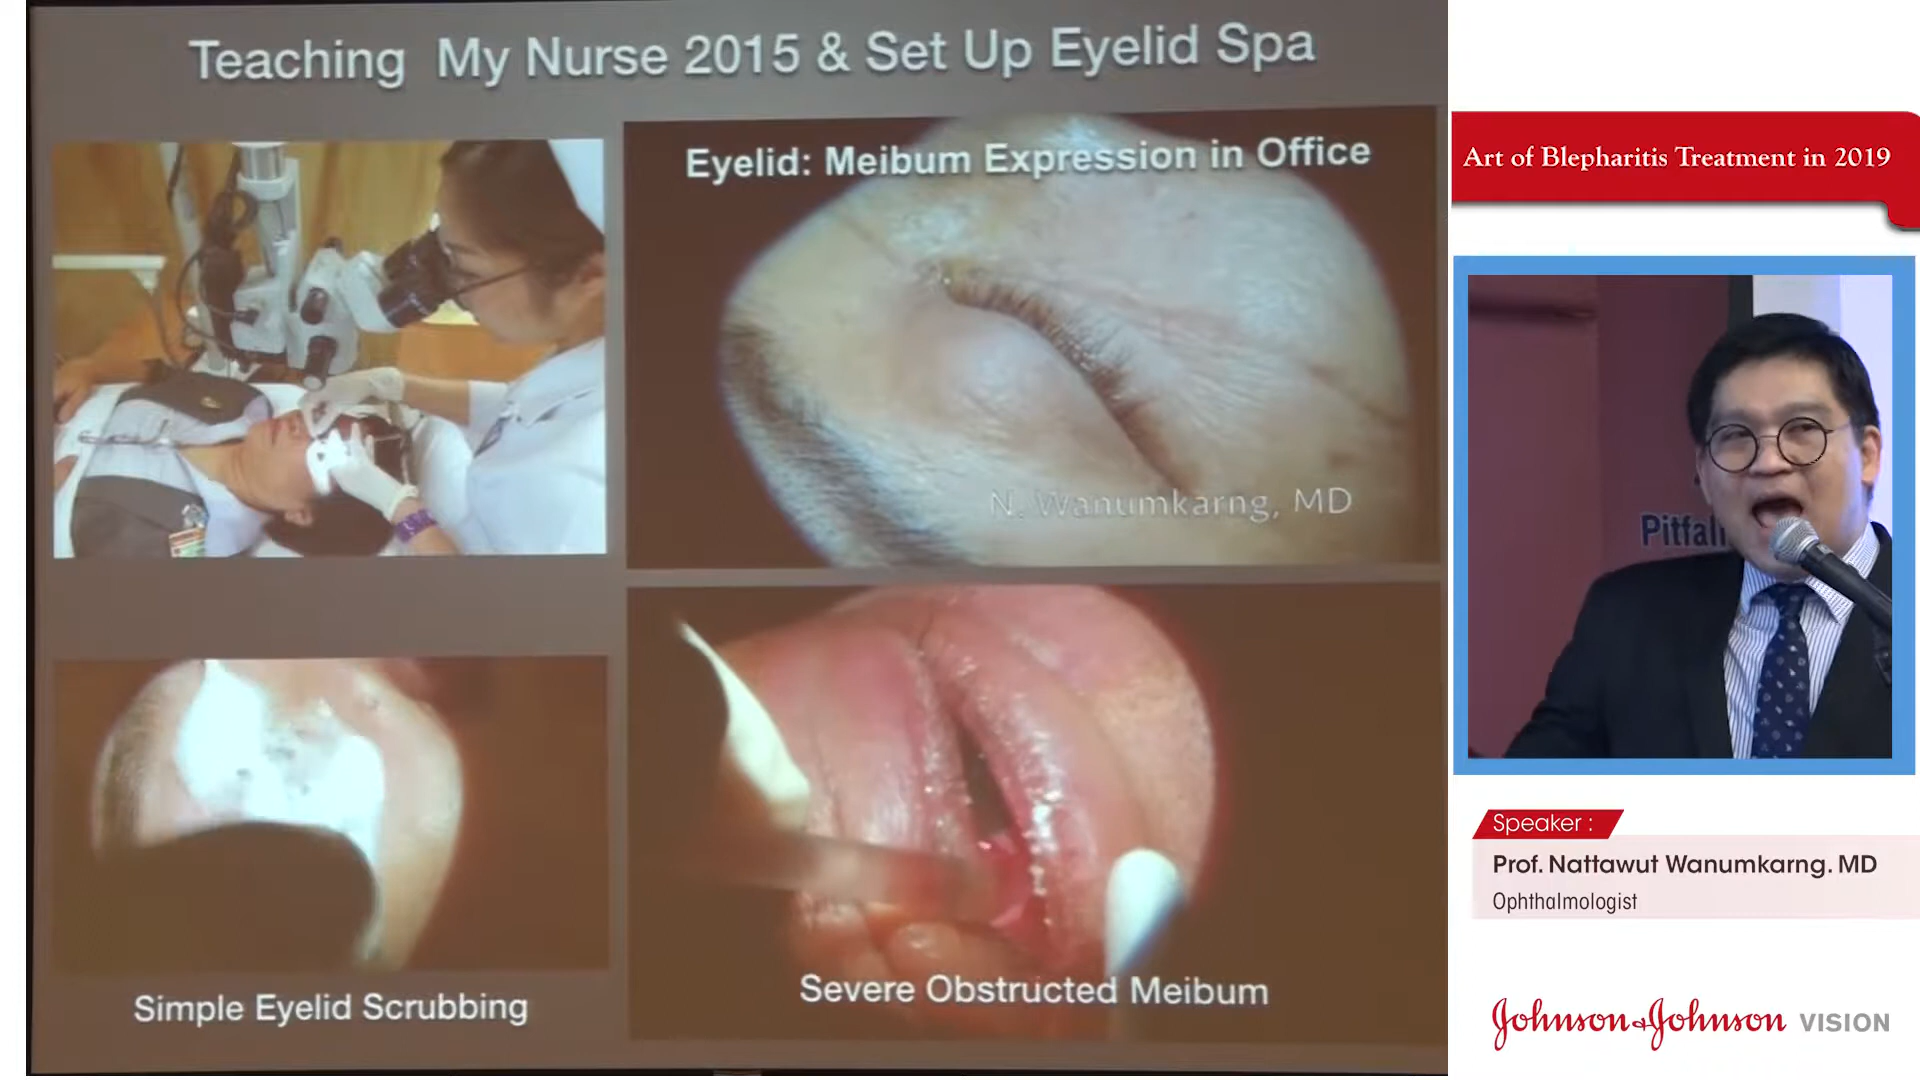 Teaching My Nurse 2015 & Set Up Eyelid Spa
Eyelid: Meibum Expression in Office
N. Wanumkarng, MD
Simple Eyelid Scrubbing
Severe Obstructed Meibum
Art of Blepharitis Treatment in 2019
Pitfall
Speaker :
Prof. Nattawut Wanumkarng. MD
Ophthalmologist
Johnson & Johnson VISION